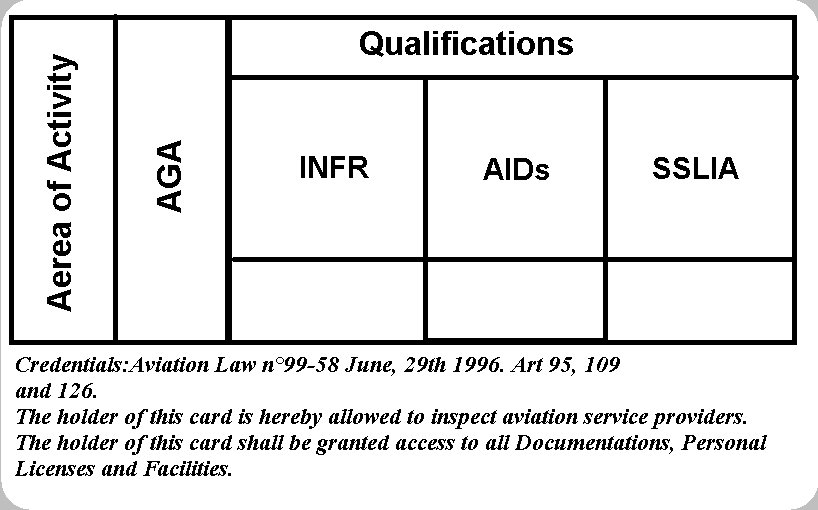 Aerea of Activity
AGA
Qualifications
INFR
AIDs
SSLIA
Credentials:Aviation Law n°99-58 June, 29th 1996. Art 95, 109
and 126.
The holder of this card is hereby allowed to inspect aviation service providers.
The holder of this card shall be granted access to all Documentations, Personal
Licenses and Facilities.